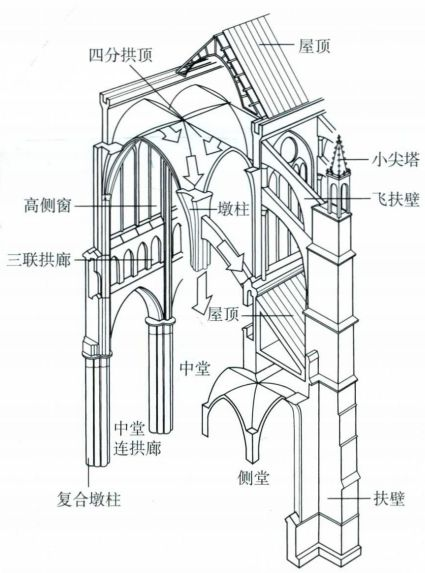 屋顶
四分拱顶
小尖塔
高侧窗
墩柱
飞扶壁
三联拱廊
屋顶
中堂
中堂
连拱廊
侧堂
复合墩柱
扶壁